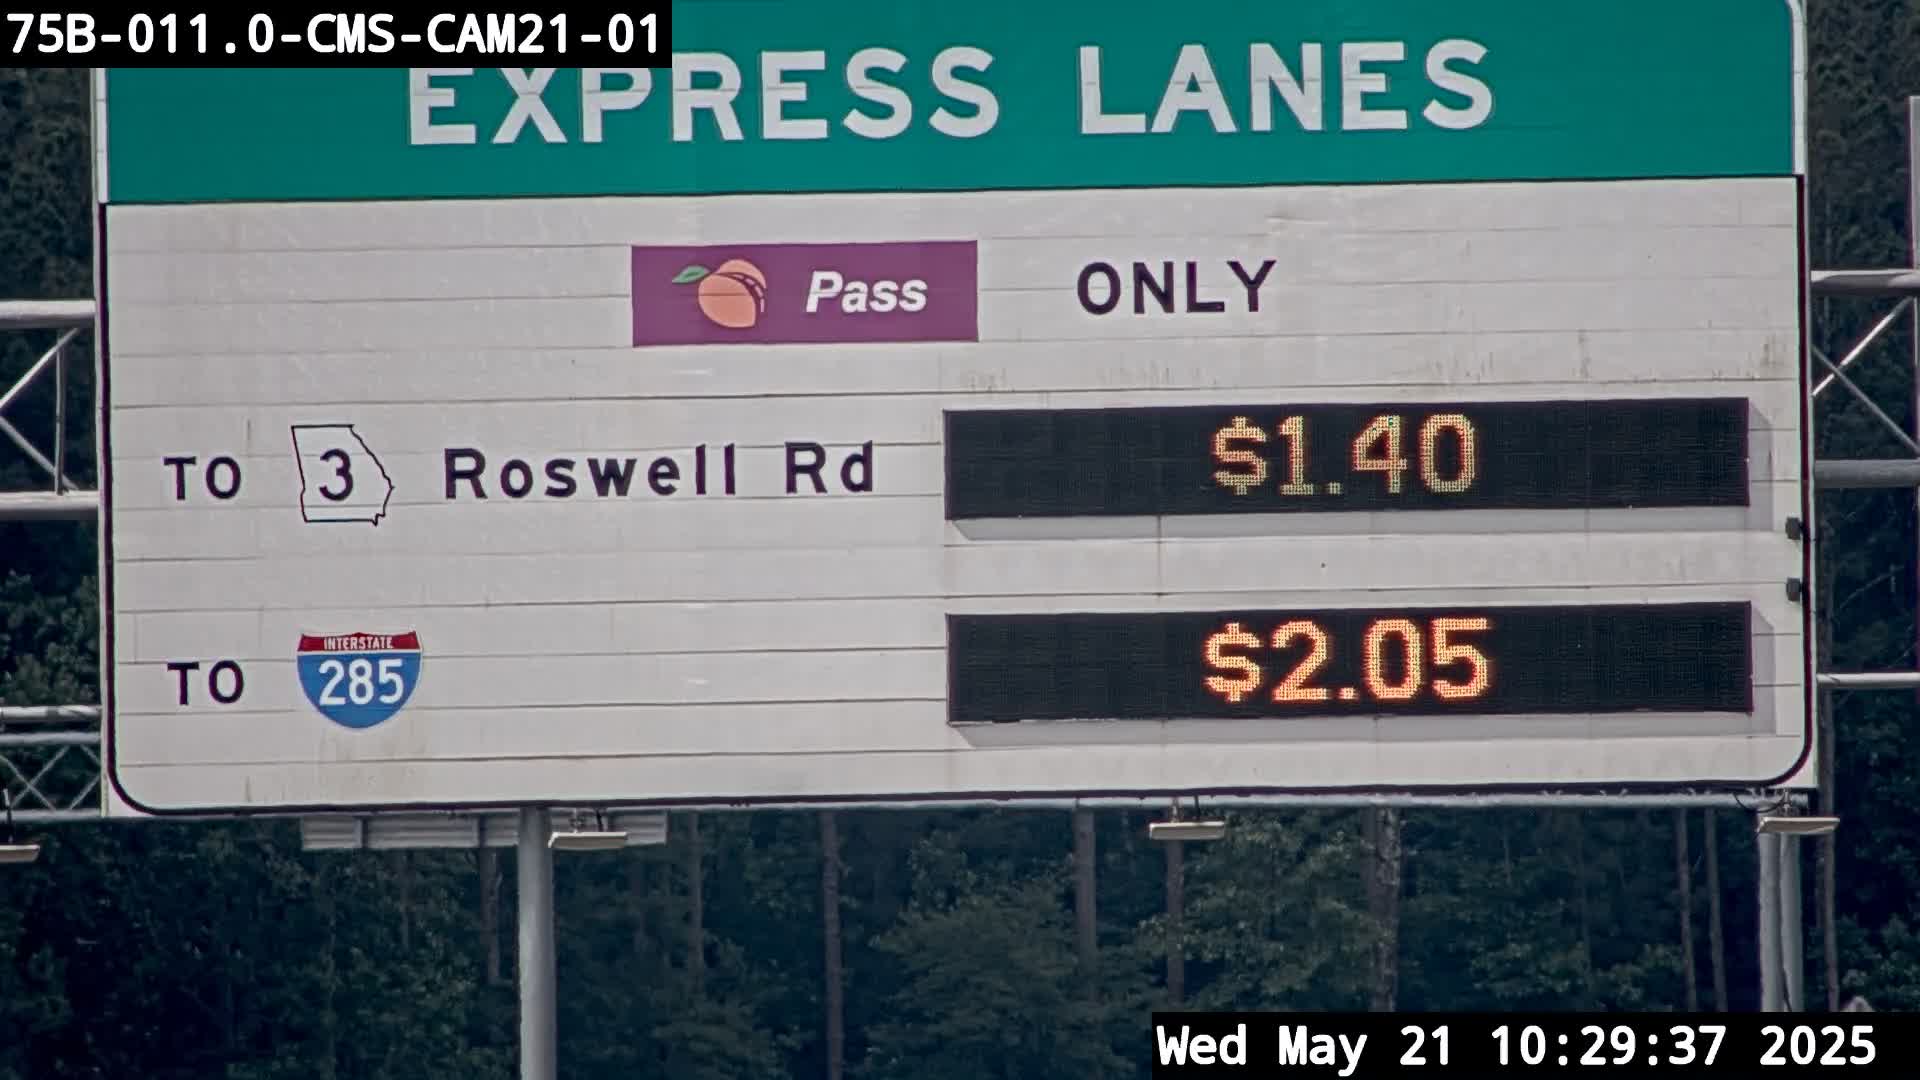 75B-011.0-CMS-CAM21-01
EXPRESS LANES
Pass ONLY
TO 3 Roswell Rd $1.40
INTERSTATE
TO 285 $2.05
Wed May 21 10:29:37 2025